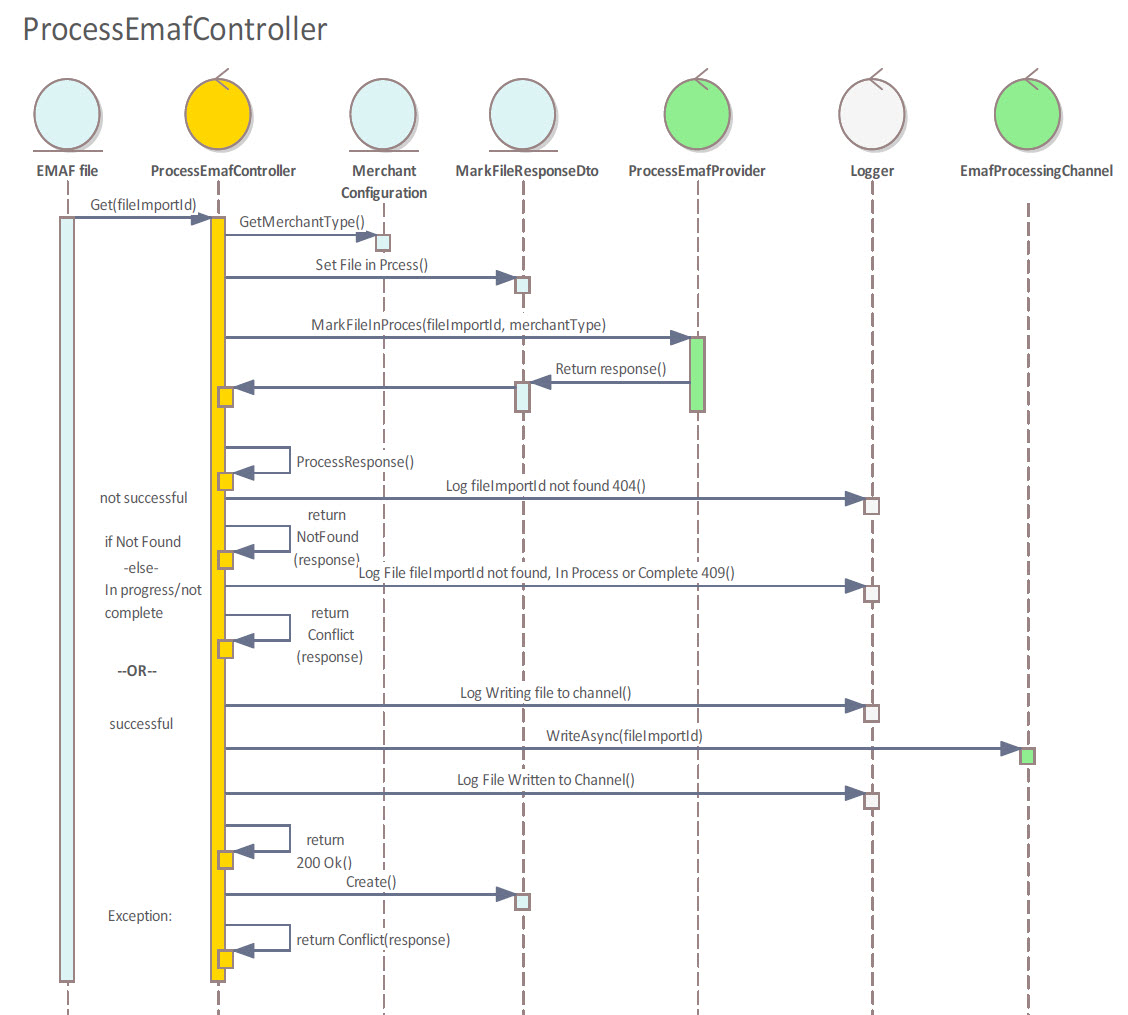 ProcessEmafController
EMAF file
ProcessEmafController
Merchant
Configuration
MarkFileResponseDto
ProcessEmafProvider
Logger
EmafProcessingChannel
Get(fileImportId)
GetMerchantType()
Set File in Prcess()
MarkFileInProces(fileImportId, merchantType)
Return response()
ProcessResponse()
not successful
Log fileImportId not found 404()
return
NotFound
(response)
if Not Found
-else-
In progress/not
complete
Log File fileImportId not found, In Process or Complete 409()
return
Conflict
(response)
--OR--
Log Writing file to channel()
successful
WriteAsync(fileImportId)
Log File Written to Channel()
return
200 Ok()
Create()
Exception:
return Conflict(response)